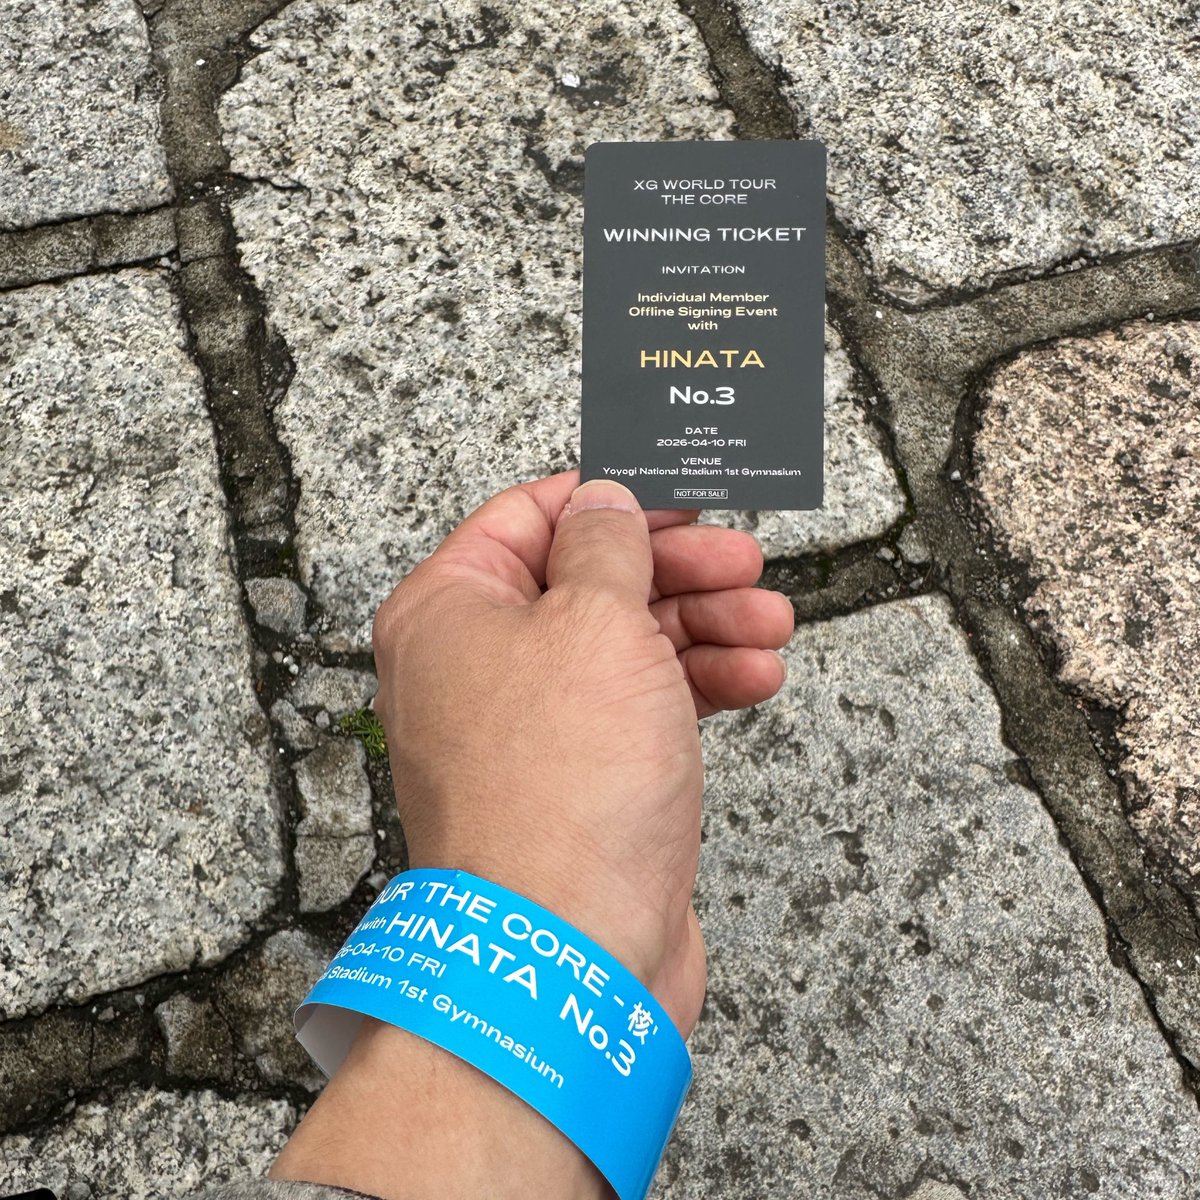 XG WORLD TOUR
THE CORE
WINNING TICKET
INVITATION
Individual Member
Offline Signing Event
with
HINATA
No.3
DATE
2026-04-10 FRI
VENUE
Yoyogi National Stadium 1st Gymnasium
NOT FOR SALE
OUR 'THE CORE - 核'
with HINATA No.3
26-04-10 FRI
Stadium 1st Gymnasium